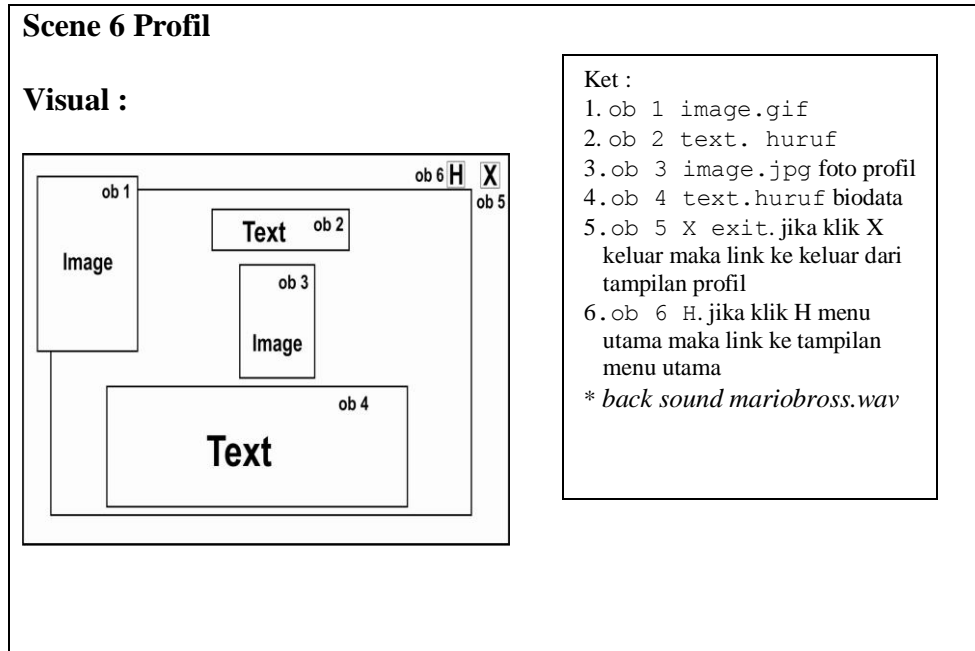 Scene 6 Profil
Visual :
ob 6 H X
ob 1
ob 5
Text ob 2
Image
ob 3
Image
ob 4
Text
Ket :
1. ob 1 image.gif
2. ob 2 text. huruf
3. ob 3 image.jpg foto profil
4. ob 4 text.huruf biodata
5. ob 5 X exit. jika klik X
keluar maka link ke keluar dari
tampilan profil
6. ob 6 H. jika klik H menu
utama maka link ke tampilan
menu utama
* back sound mariobross.wav